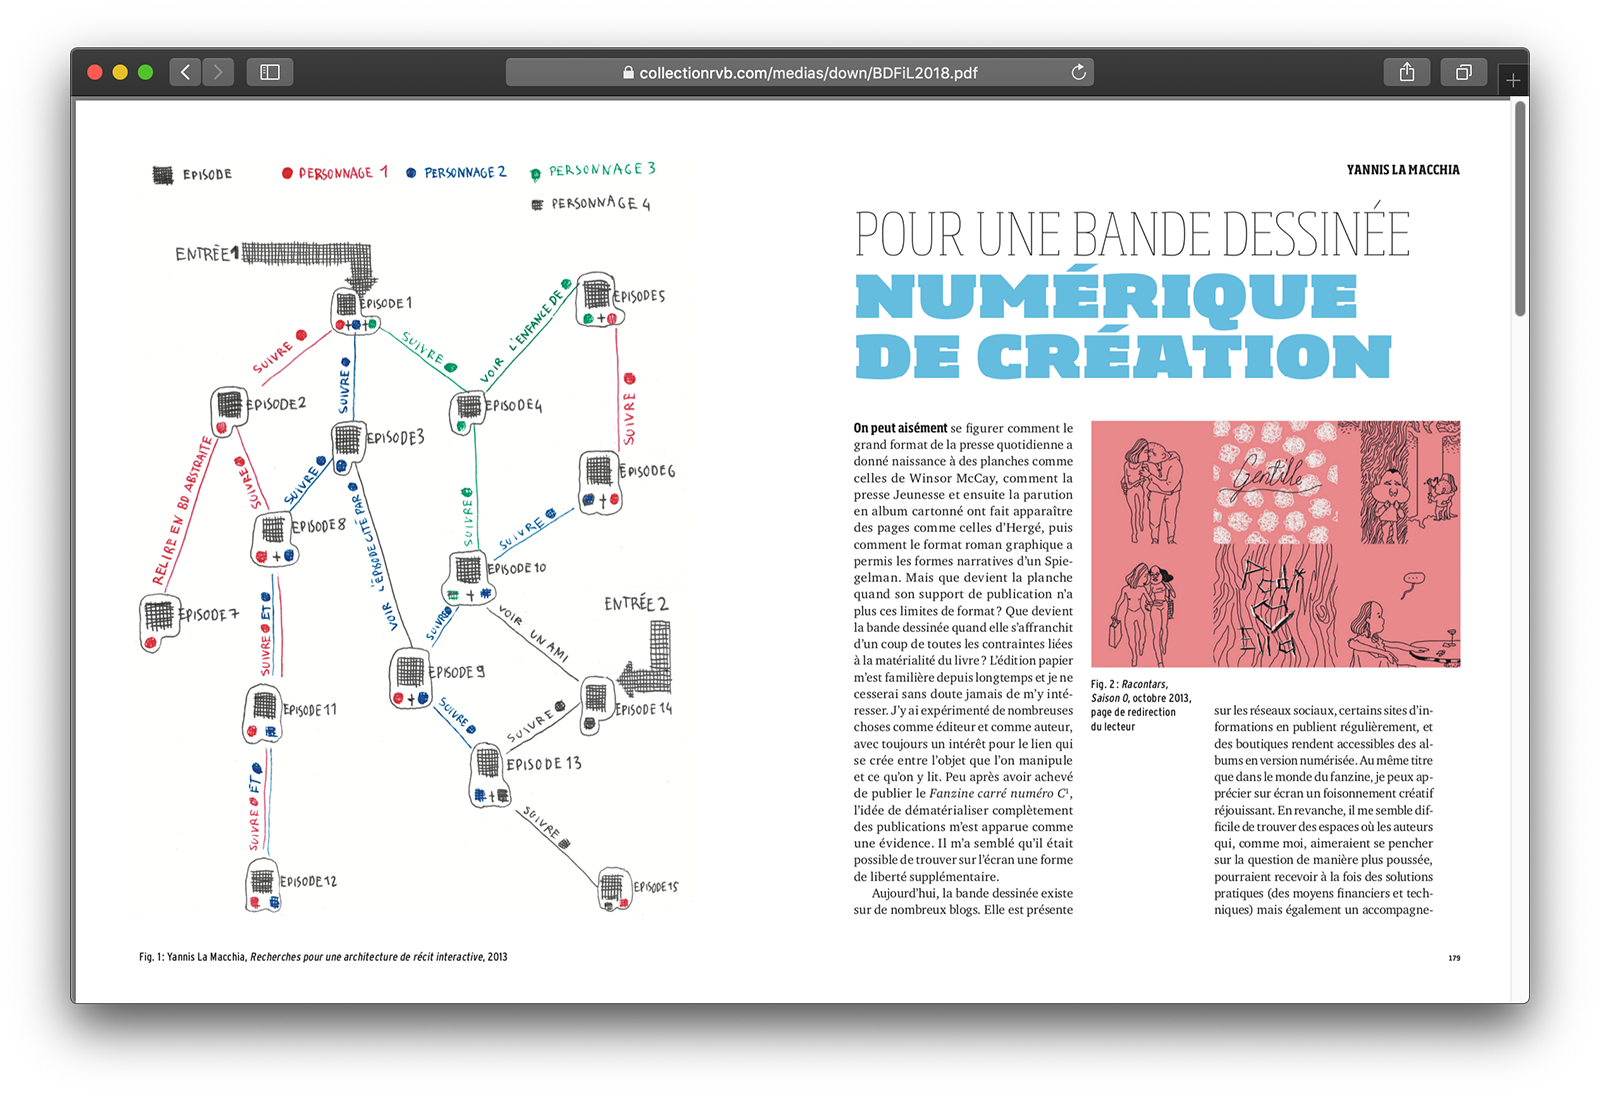 collectionrvb.com/medias/down/BDFiL2018.pdf
EPISODE
PERSONNAGE 1
PERSONNAGE 2
PERSONNAGE 3
PERSONNAGE 4
ENTRÉE 1
EPISODE 1
EPISODE 5
SUIVRE
SUIVRE
SUIVRE
VOIR L'ENFANCE DE
SUIVRE
EPISODE 2
EPISODE 3
EPISODE 4
EPISODE 6
RELIRE EN BD ABSTRAITE
SUIVRE
SUIVRE
VOIR L'ÉPISODE CITÉ PAR
SUIVRE
SUIVRE
EPISODE 8
EPISODE 10
ENTRÉE 2
EPISODE 7
SUIVRE ET
SUIVRE
VOIR UN AMI
EPISODE 9
EPISODE 11
SUIVRE
SUIVRE
EPISODE 14
EPISODE 13
SUIVRE ET
SUIVRE
EPISODE 12
EPISODE 15
Fig. 1 : Yannis La Macchia, Recherches pour une architecture de récit interactive, 2013
YANNIS LA MACCHIA
POUR UNE BANDE DESSINÉE
NUMÉRIQUE
DE CRÉATION
On peut aisément se figurer comment le
grand format de la presse quotidienne a
donné naissance à des planches comme
celles de Winsor McCay, comment la
presse Jeunesse et ensuite la parution
en album cartonné ont fait apparaître
des pages comme celles d'Hergé, puis
comment le format roman graphique a
permis les formes narratives d'un Spie-
gelman. Mais que devient la planche
quand son support de publication n'a
plus ces limites de format ? Que devient
la bande dessinée quand elle s'affranchit
d'un coup de toutes les contraintes liées
à la matérialité du livre ? L'édition papier
m'est familière depuis longtemps et je ne
cesserai sans doute jamais de m'y inté-
resser. J'y ai expérimenté de nombreuses
choses comme éditeur et comme auteur,
avec toujours un intérêt pour le lien qui
se crée entre l'objet que l'on manipule
et ce qu'on y lit. Peu après avoir achevé
de publier le Fanzine carré numéro C¹,
l'idée de dématérialiser complètement
des publications m'est apparue comme
une évidence. Il m'a semblé qu'il était
possible de trouver sur l'écran une forme
de liberté supplémentaire.
Aujourd'hui, la bande dessinée existe
sur de nombreux blogs. Elle est présente
Gentille
Padi
Ella
Fig. 2 : Racontars,
Saison 0, octobre 2013,
page de redirection
du lecteur
sur les réseaux sociaux, certains sites d'in-
formations en publient régulièrement, et
des boutiques rendent accessibles des al-
bums en version numérisée. Au même titre
que dans le monde du fanzine, je peux ap-
précier sur écran un foisonnement créatif
réjouissant. En revanche, il me semble dif-
ficile de trouver des espaces où les auteurs
qui, comme moi, aimeraient se pencher
sur la question de manière plus poussée,
pourraient recevoir à la fois des solutions
pratiques (des moyens financiers et tech-
niques) mais également un accompagne-
179